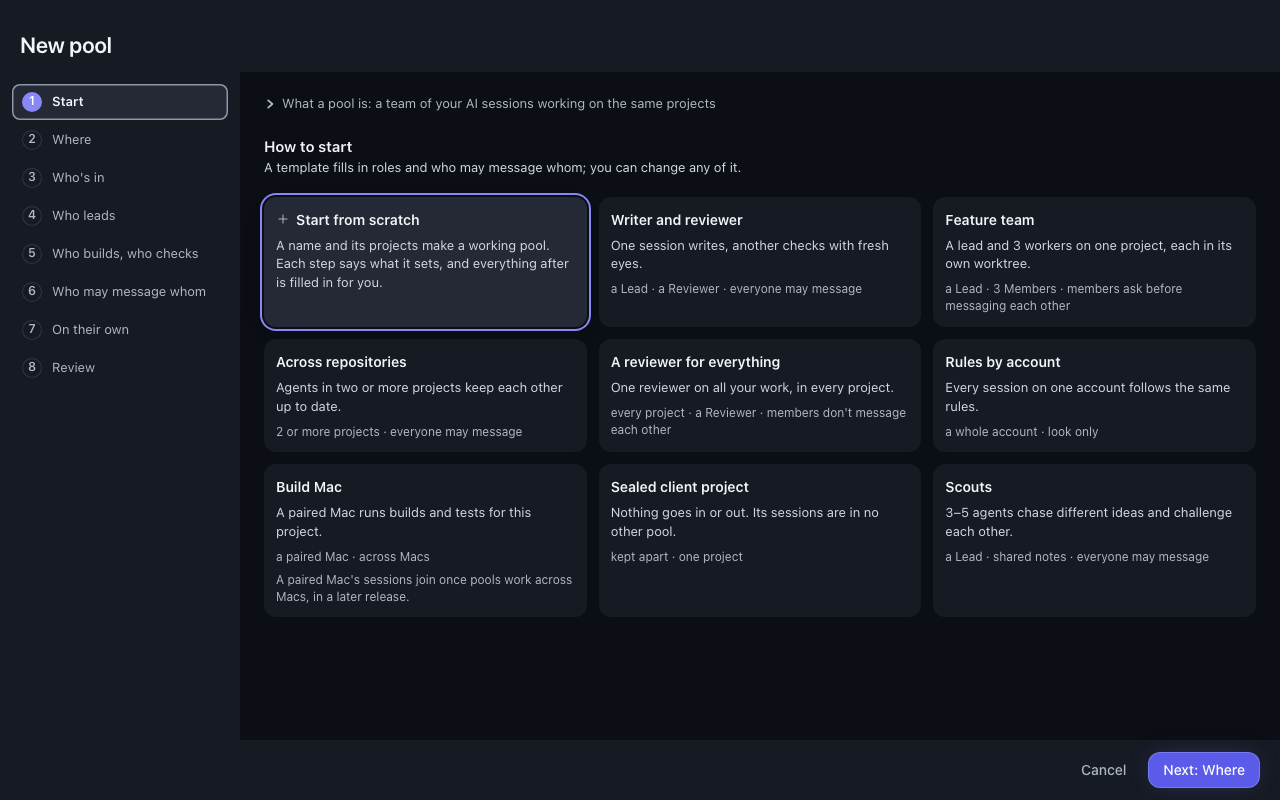 New pool
1 Start
2 Where
3 Who's in
4 Who leads
5 Who builds, who checks
6 Who may message whom
7 On their own
8 Review
What a pool is: a team of your AI sessions working on the same projects
How to start
A template fills in roles and who may message whom; you can change any of it.
+ Start from scratch
A name and its projects make a working pool.
Each step says what it sets, and everything after
is filled in for you.
Writer and reviewer
One session writes, another checks with fresh
eyes.
a Lead · a Reviewer · everyone may message
Feature team
A lead and 3 workers on one project, each in its
own worktree.
a Lead · 3 Members · members ask before
messaging each other
Across repositories
Agents in two or more projects keep each other
up to date.
2 or more projects · everyone may message
A reviewer for everything
One reviewer on all your work, in every project.
every project · a Reviewer · members don't message
each other
Rules by account
Every session on one account follows the same
rules.
a whole account · look only
Build Mac
A paired Mac runs builds and tests for this
project.
a paired Mac · across Macs
A paired Mac's sessions join once pools work across
Macs, in a later release.
Sealed client project
Nothing goes in or out. Its sessions are in no
other pool.
kept apart · one project
Scouts
3–5 agents chase different ideas and challenge
each other.
a Lead · shared notes · everyone may message
Cancel
Next: Where